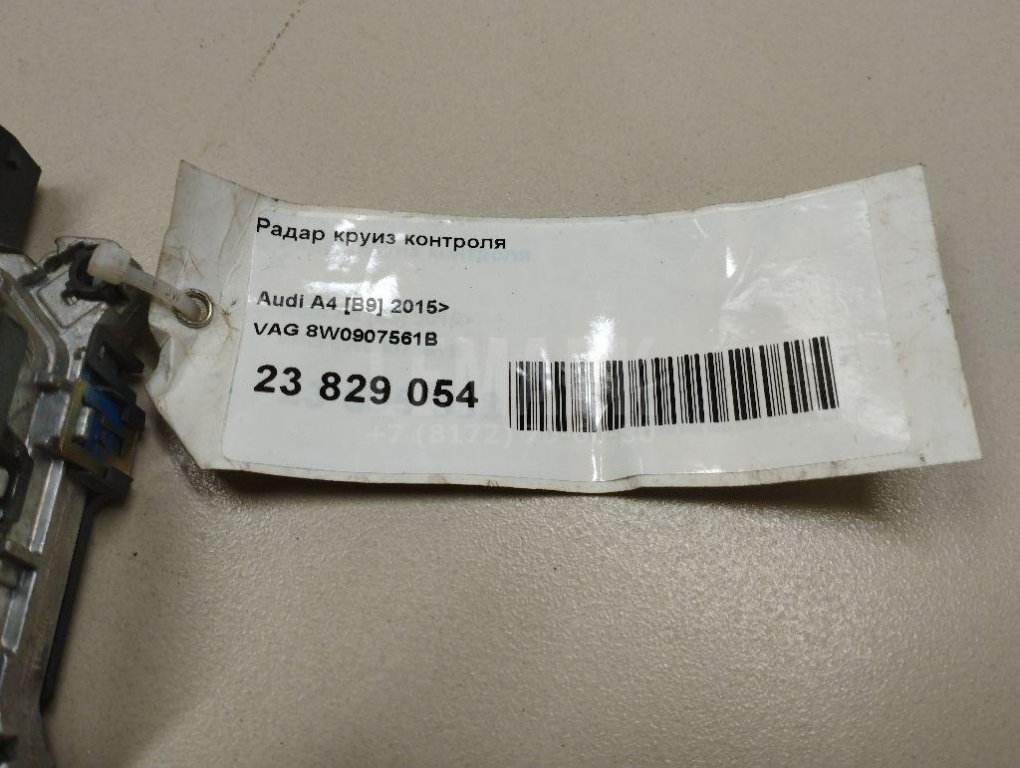 Радар круиз контроля
Audi A4 [B9] 2015>
VAG 8W0907561B
23 829 054